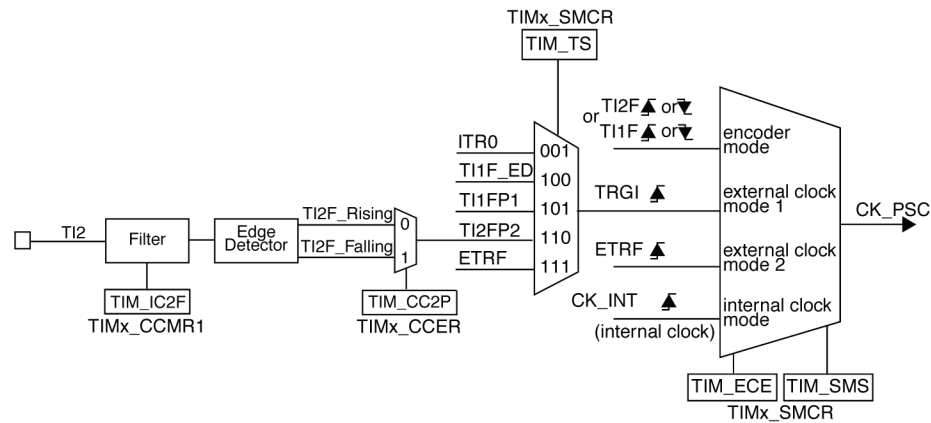 TIMx_SMCR
TIM_TS
or TI2F or
TI1F or
encoder
mode
ITR0
001
TI1F_ED
100
TI1FP1
101
TI2FP2
110
ETRF
111
TRGI
external clock
mode 1
CK_PSC
ETRF
external clock
mode 2
CK_INT
(internal clock)
internal clock
mode
TI2
Filter
Edge
Detector
TI2F_Rising
0
TI2F_Falling
1
TIM_IC2F
TIMx_CCMR1
TIM_CC2P
TIMx_CCER
TIM_ECE
TIM_SMS
TIMx_SMCR